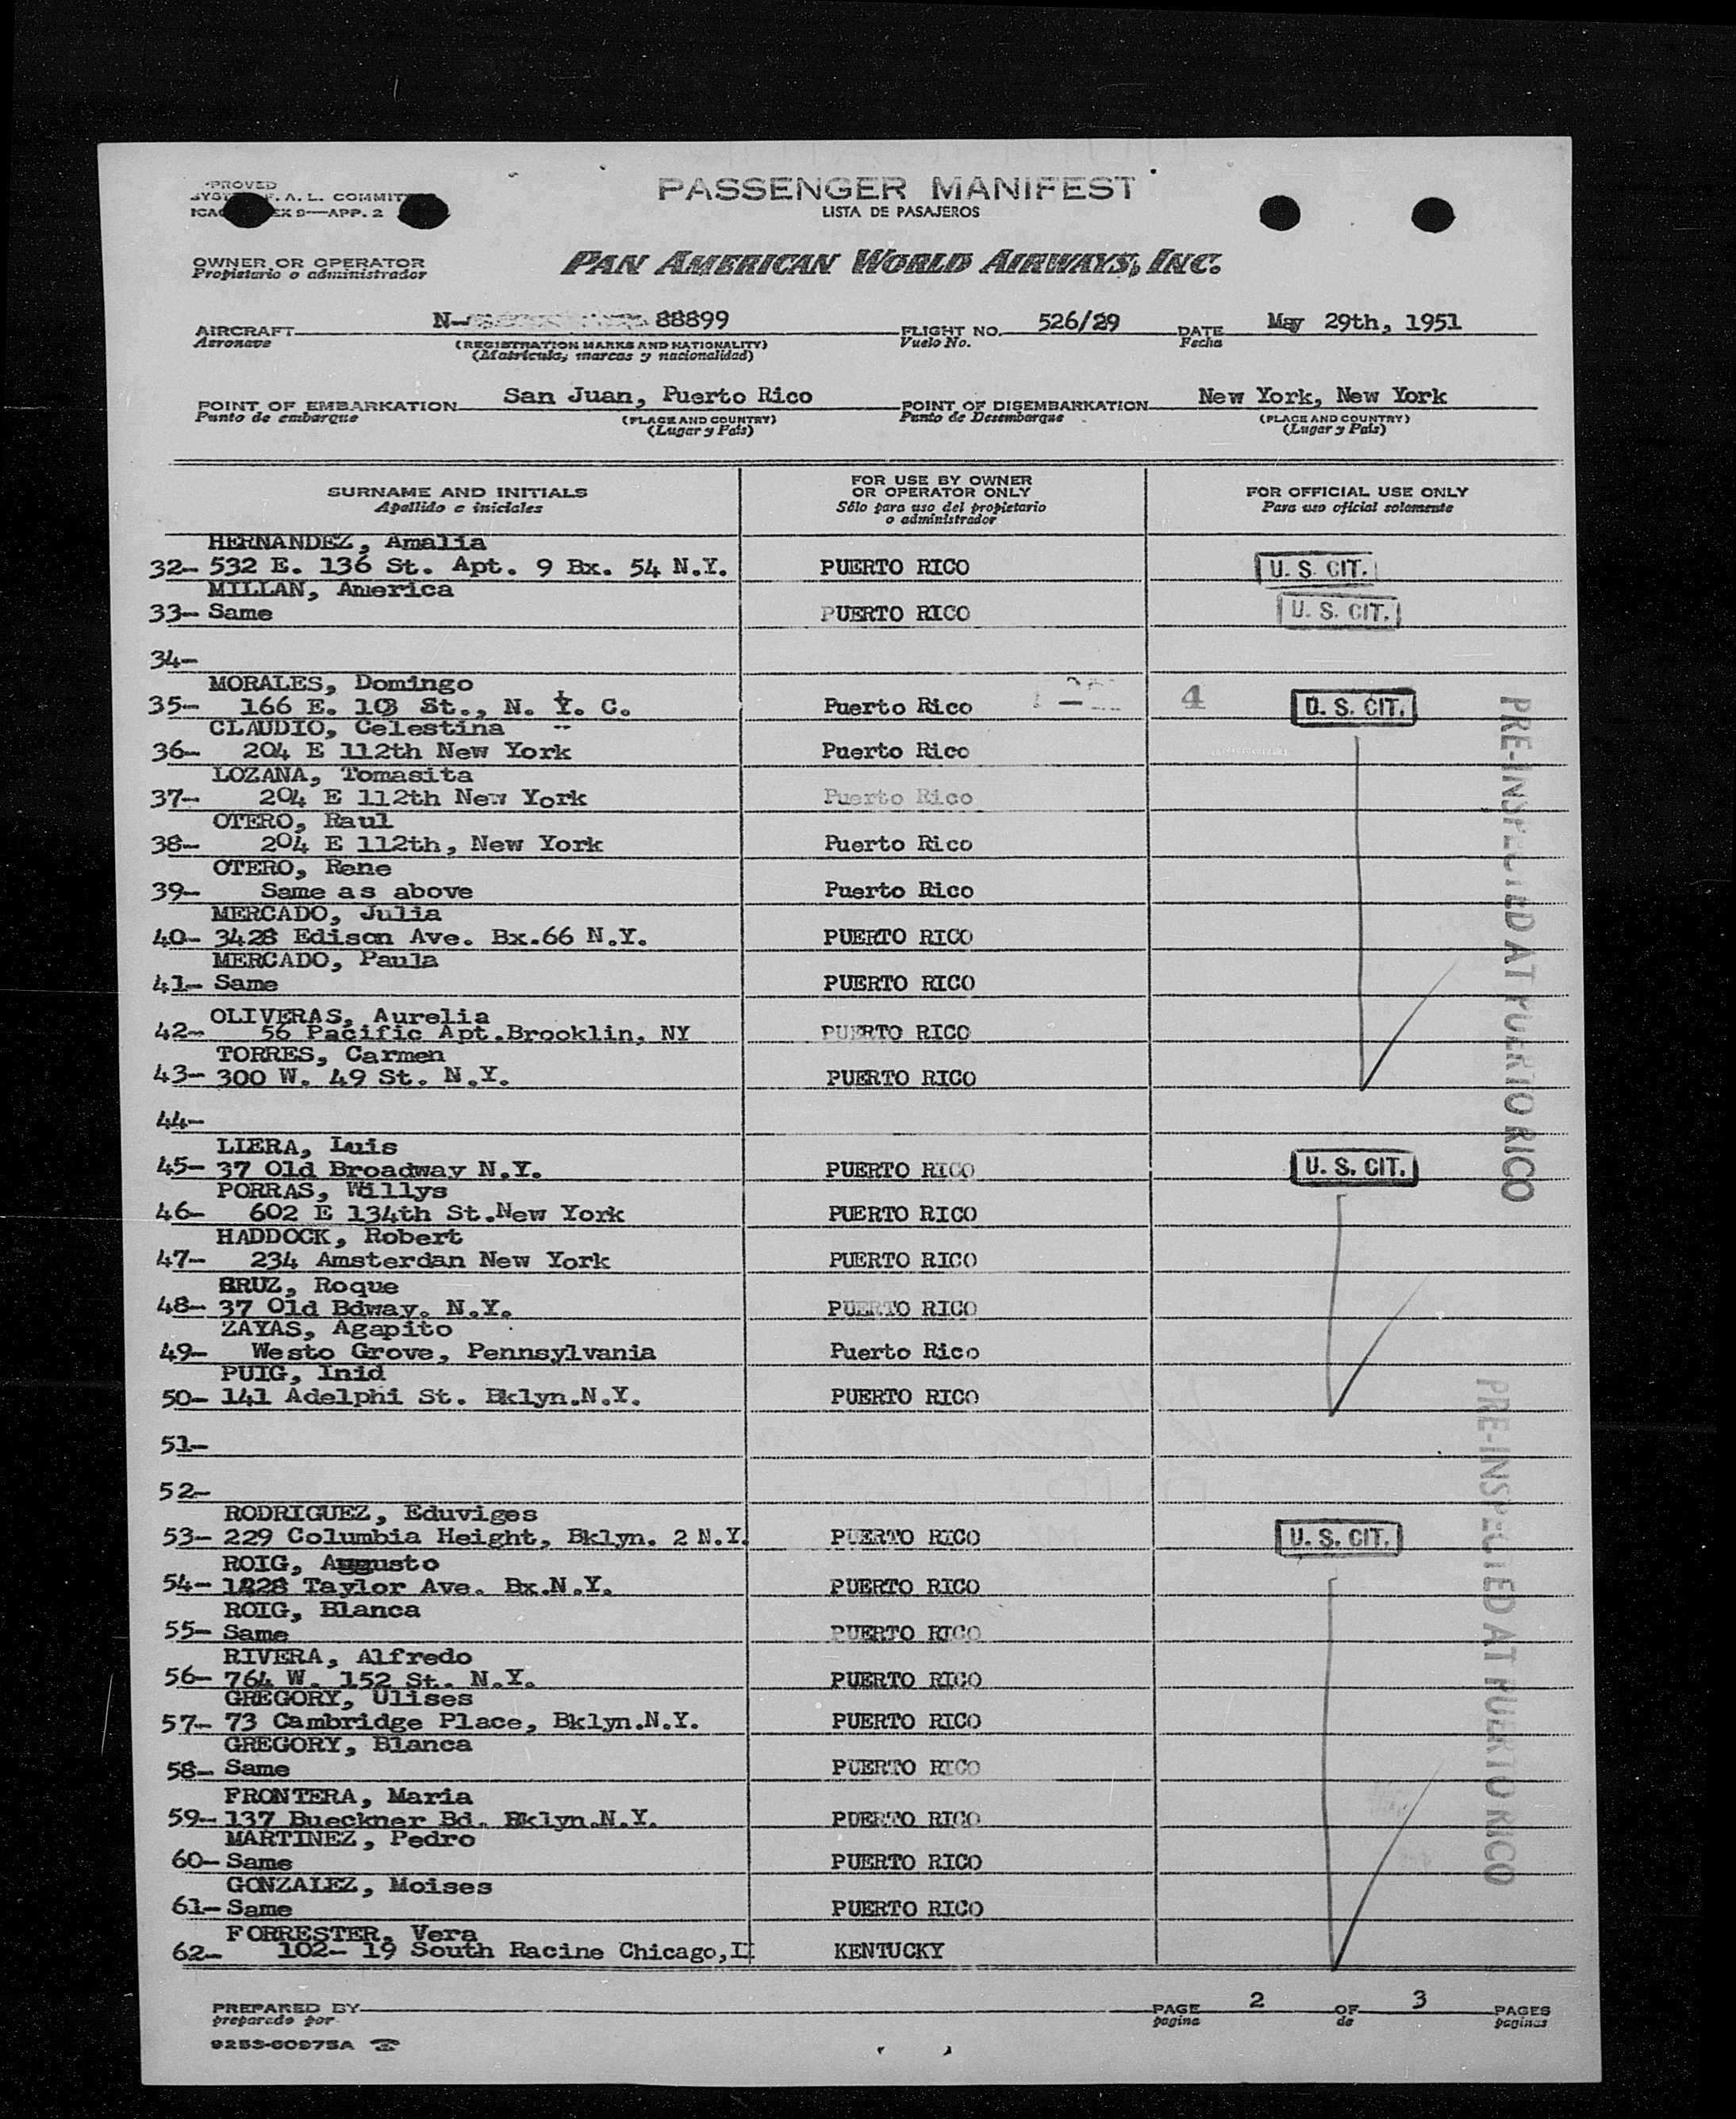 PASSENGER MANIFEST
LISTA DE PASAJEROS
F. A. L. COMMIT
9—APP. 2
OWNER OR OPERATOR
Propietario o administrador
PAN AMERICAN WORLD AIRWAYS, INC.
AIRCRAFT N- 88899 FLIGHT NO. 526/29 DATE May 29th, 1951
Aeronave (REGISTRATION MARKS AND NATIONALITY) Vuelo No. Fecha
(Matrícula, marcas y nacionalidad)
POINT OF EMBARKATION San Juan, Puerto Rico POINT OF DISEMBARKATION New York, New York
Punto de embarque (PLACE AND COUNTRY) Punto de Desembarque (PLACE AND COUNTRY)
(Lugar y País) (Lugar y País)
SURNAME AND INITIALS
Apellido e iniciales
FOR USE BY OWNER
OR OPERATOR ONLY
Sólo para uso del propietario
o administrador
FOR OFFICIAL USE ONLY
Para uso oficial solamente
HERNANDEZ, Amalia
32- 532 E. 136 St. Apt. 9 Bx. 54 N.Y. PUERTO RICO U. S. CIT.
MILLAN, America
33- Same PUERTO RICO U. S. CIT.
34-
MORALES, Domingo
35- 166 E. 103 St., N. Y. C. Puerto Rico 4 U. S. CIT.
CLAUDIO, Celestina
36- 204 E 112th New York Puerto Rico
LOZANA, Tomasita
37- 204 E 112th New York Puerto Rico
OTERO, Raul
38- 204 E 112th, New York Puerto Rico
OTERO, Rene
39- Same as above Puerto Rico
MERCADO, Julia
40- 3428 Edison Ave. Bx.66 N.Y. PUERTO RICO
MERCADO, Paula
41- Same PUERTO RICO
OLIVERAS, Aurelia
42- 56 Pacific Apt.Brooklin, NY PUERTO RICO
TORRES, Carmen
43- 300 W. 49 St. N.Y. PUERTO RICO
44-
LIERA, Luis
45- 37 Old Broadway N.Y. PUERTO RICO U. S. CIT.
PORRAS, Willys
46- 602 E 134th St.New York PUERTO RICO
HADDOCK, Robert
47- 234 Amsterdan New York PUERTO RICO
BRUZ, Roque
48- 37 Old Bdway. N.Y. PUERTO RICO
ZAYAS, Agapito
49- Westo Grove, Pennsylvania Puerto Rico
PUIG, Inid
50- 141 Adelphi St. Bklyn.N.Y. PUERTO RICO
51-
52-
RODRIGUEZ, Eduviges
53- 229 Columbia Height, Bklyn. 2 N.Y. PUERTO RICO U. S. CIT.
ROIG, Augusto
54- 1828 Taylor Ave. Bx.N.Y. PUERTO RICO
ROIG, Blanca
55- Same PUERTO RICO
RIVERA, Alfredo
56- 764 W. 152 St. N.Y. PUERTO RICO
GREGORY, Ulises
57- 73 Cambridge Place, Bklyn.N.Y. PUERTO RICO
GREGORY, Blanca
58- Same PUERTO RICO
FRONTERA, Maria
59- 137 Bueckner Bd. Bklyn.N.Y. PUERTO RICO
MARTINEZ, Pedro
60- Same PUERTO RICO
GONZALEZ, Moises
61- Same PUERTO RICO
FORRESTER, Vera
62- 102- 19 South Racine Chicago, PUERTO KENTUCKY
PRE-INSPECTED AT PUERTO RICO
PRE-INSPECTED AT PUERTO RICO
PREPARED BY PAGE 2 OF 3 PAGES
preparado por pagina de paginas
9253-60975A